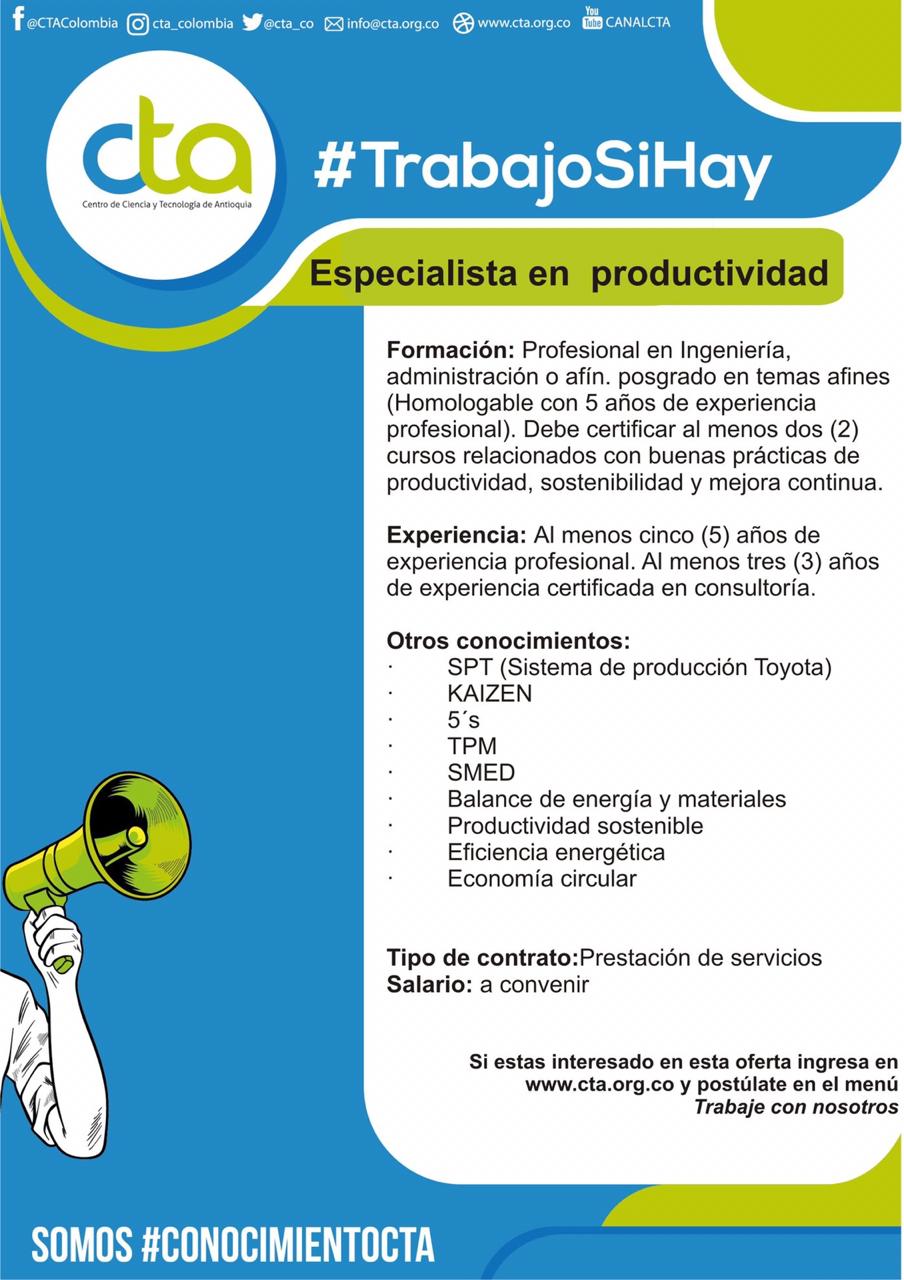 @CTAColombia cta_colombia @cta_co info@cta.org.co www.cta.org.co You Tube CANALCTA
cta
Centro de Ciencia y Tecnología de Antioquia
#TrabajoSiHay
Especialista en productividad
Formación: Profesional en Ingeniería,
administración o afín. posgrado en temas afines
(Homologable con 5 años de experiencia
profesional). Debe certificar al menos dos (2)
cursos relacionados con buenas prácticas de
productividad, sostenibilidad y mejora continua.
Experiencia: Al menos cinco (5) años de
experiencia profesional. Al menos tres (3) años
de experiencia certificada en consultoría.
Otros conocimientos:
· SPT (Sistema de producción Toyota)
· KAIZEN
· 5´s
· TPM
· SMED
· Balance de energía y materiales
· Productividad sostenible
· Eficiencia energética
· Economía circular
Tipo de contrato:Prestación de servicios
Salario: a convenir
Si estas interesado en esta oferta ingresa en
www.cta.org.co y postúlate en el menú
Trabaje con nosotros
SOMOS #CONOCIMIENTOCTA